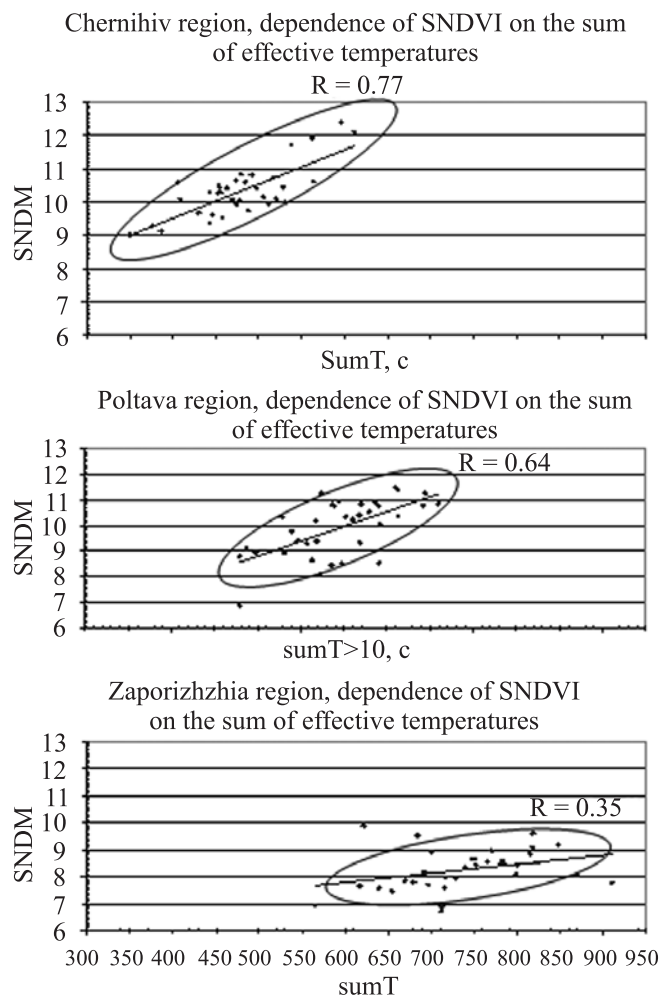 Chernihiv region, dependence of SNDVI on the sum
of effective temperatures
R = 0.77
13
12
11
10
9
8
7
6
SNDM
SumT, c
Poltava region, dependence of SNDVI on the sum
of effective temperatures
R = 0.64
13
12
11
10
9
8
7
6
SNDM
sumT>10, c
Zaporizhzhia region, dependence of SNDVI
on the sum of effective temperatures
R = 0.35
13
12
11
10
9
8
7
6
SNDM
300 350 400 450 500 550 600 650 700 750 800 850 900 950
sumT